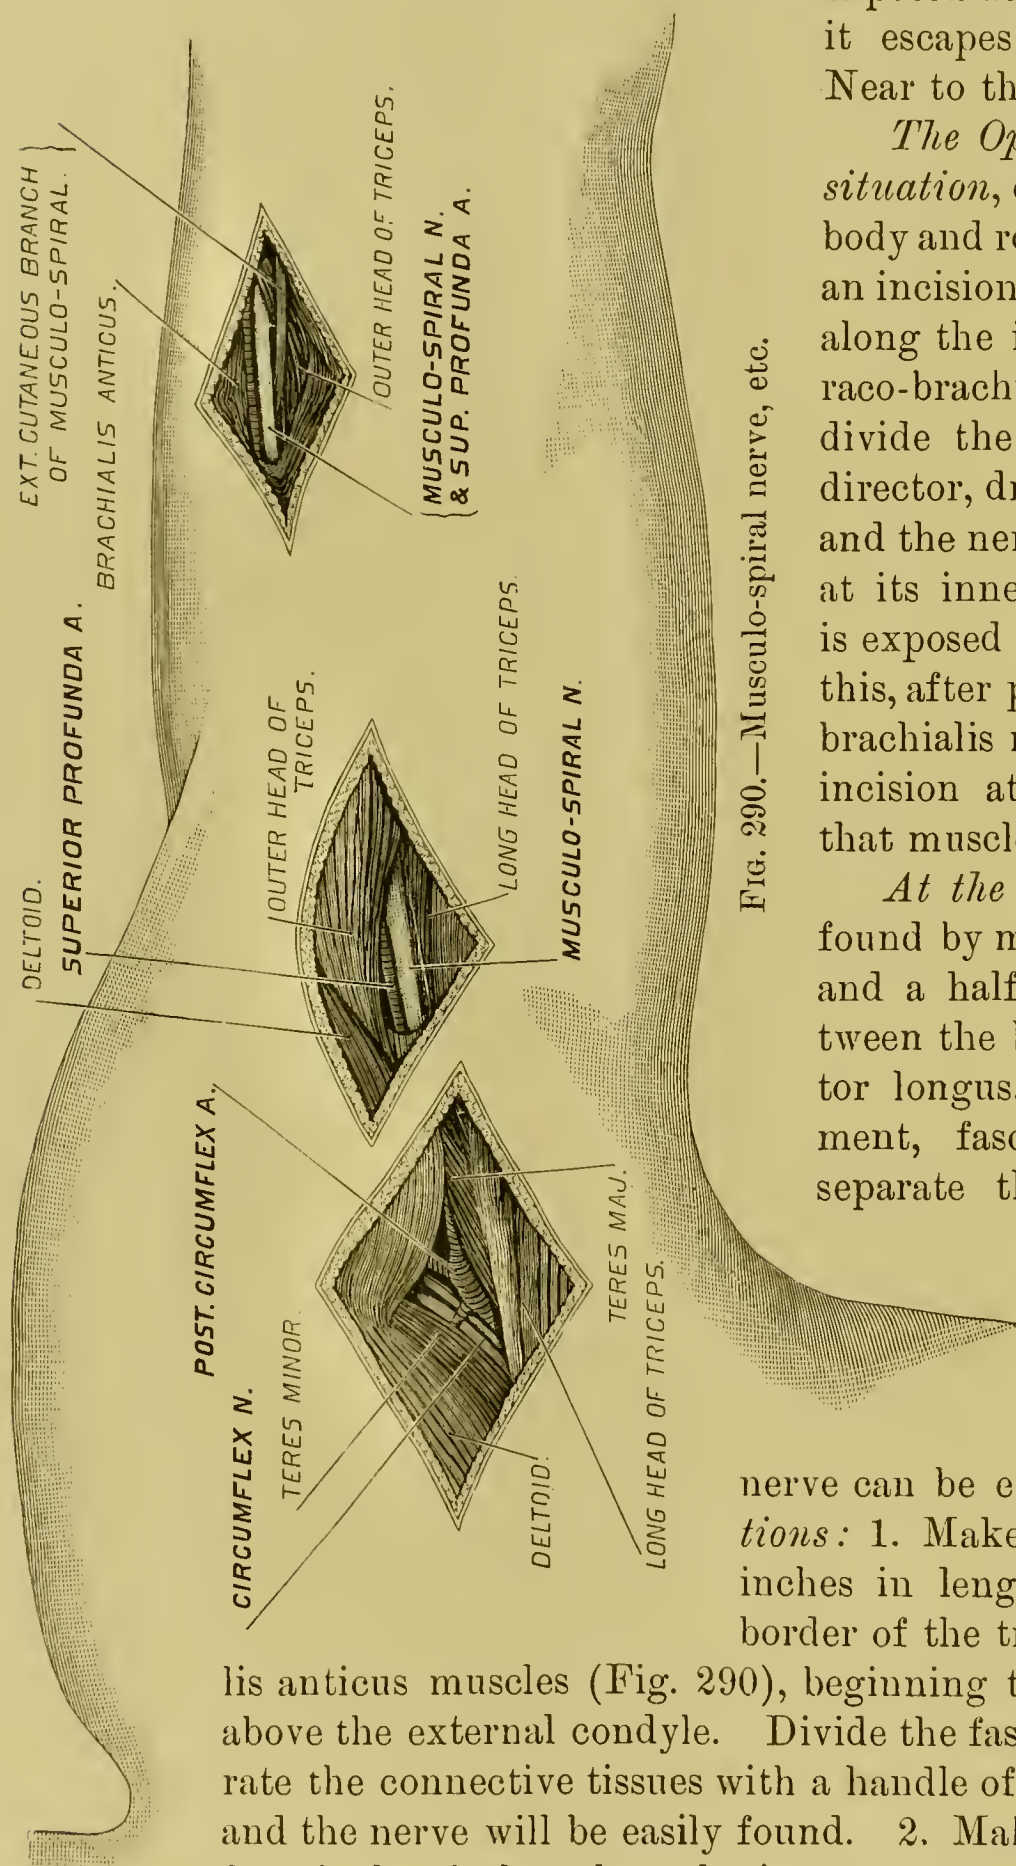 it escapes
Near to th
The Op
situation,
body and re
an incision
along the i
raco-brach
divide the
director, dr
and the ner
at its inne
is exposed
this, after p
brachialis n
incision at
that muscl
At the
found by m
and a half
tween the
tor longus.
ment, fasc
separate th
EXT. CUTANEOUS BRANCH
OF MUSCULO-SPIRAL.
BRACHIALIS ANTICUS.
OUTER HEAD OF TRICEPS.
MUSCULO-SPIRAL N.
& SUP. PROFUNDA A.
DELTOID.
SUPERIOR PROFUNDA A.
OUTER HEAD OF
TRICEPS.
LONG HEAD OF TRICEPS.
MUSCULO-SPIRAL N.
POST. CIRCUMFLEX A.
CIRCUMFLEX N.
TERES MINOR
DELTOID.
TERES MAJ.
LONG HEAD OF TRICEPS.
FIG. 290.—Musculo-spiral nerve, etc.
nerve can be e
tions: 1. Make
inches in leng
border of the tr
lis anticus muscles (Fig. 290), beginning t
above the external condyle. Divide the fas
rate the connective tissues with a handle of
and the nerve will be easily found. 2. Mal